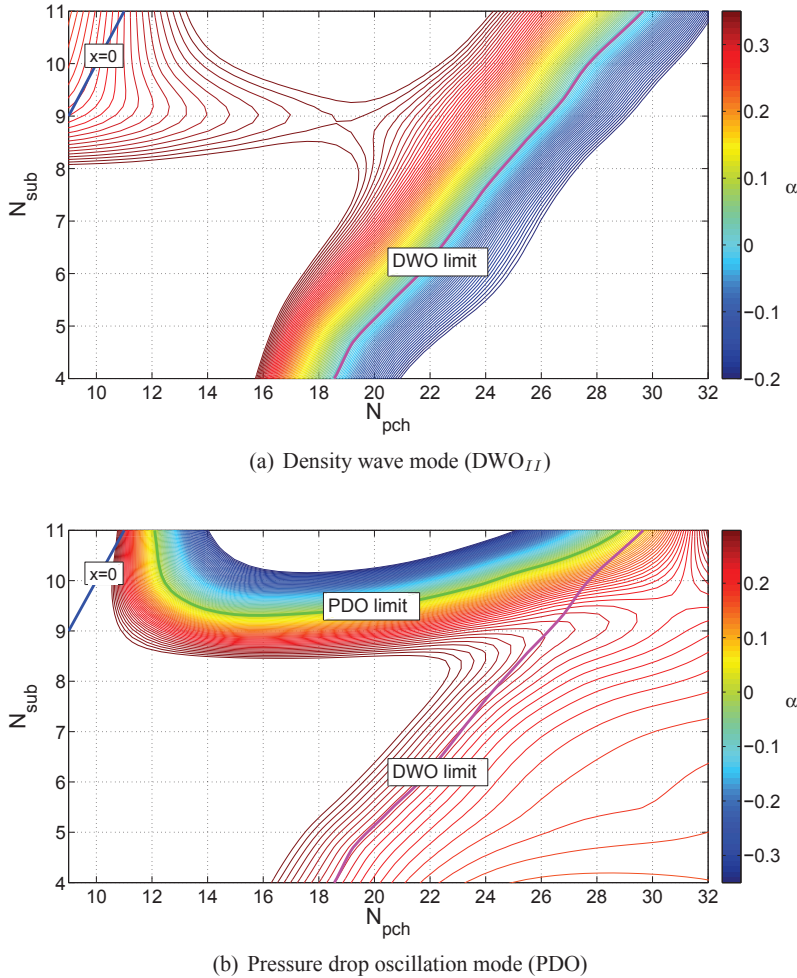 11
10
9
8
7
6
5
4
N_sub
x=0
DWO limit
10 12 14 16 18 20 22 24 26 28 30 32
N_pch
0.3
0.2
0.1
0
-0.1
-0.2
α
(a) Density wave mode (DWO_II)
11
10
9
8
7
6
5
4
N_sub
x=0
PDO limit
DWO limit
10 12 14 16 18 20 22 24 26 28 30 32
N_pch
0.2
0.1
0
-0.1
-0.2
-0.3
α
(b) Pressure drop oscillation mode (PDO)